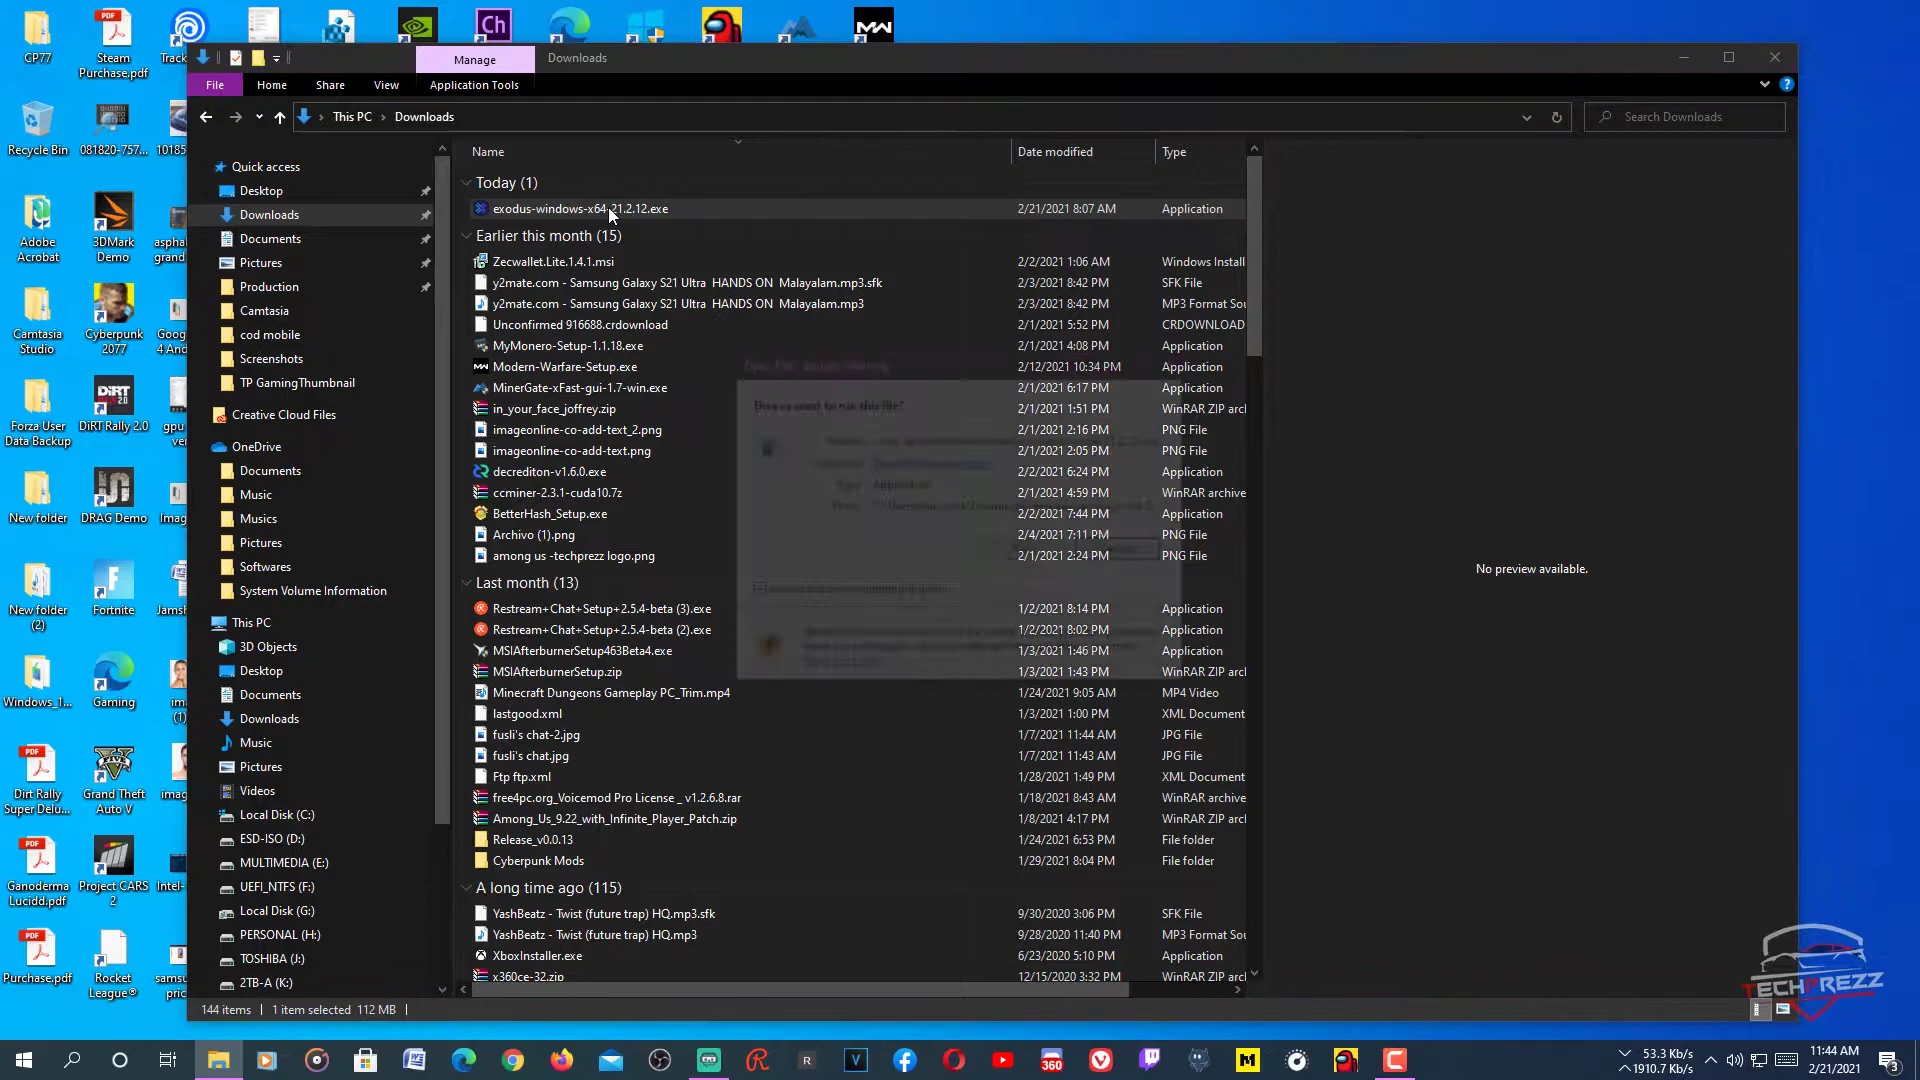 CP77
Steam Purchase.pdf
Track
Manage
Downloads
File
Home
Share
View
Application Tools
This PC
Downloads
Search Downloads
Recycle Bin
081820-757...
10185
Adobe Acrobat
3DMark Demo
asphal
grand
Camtasia Studio
Cyberpunk 2077
Goog
4 And
Forza User Data Backup
DiRT Rally 2.0
gpu
ver
New folder
DRAG Demo
Imag
New folder (2)
Fortnite
Jamsh
Windows_1...
Gaming
im
(1)
Dirt Rally Super Delu...
Grand Theft Auto V
imag
Ganoderma Lucidd.pdf
Project CARS 2
Intel-
Purchase.pdf
Rocket League®
sams
pric
Quick access
Desktop
Downloads
Documents
Pictures
Production
Camtasia
cod mobile
Screenshots
TP GamingThumbnail
Creative Cloud Files
OneDrive
Documents
Music
Musics
Pictures
Softwares
System Volume Information
This PC
3D Objects
Desktop
Documents
Downloads
Music
Pictures
Videos
Local Disk (C:)
ESD-ISO (D:)
MULTIMEDIA (E:)
UEFI_NTFS (F:)
Local Disk (G:)
PERSONAL (H:)
TOSHIBA (J:)
2TB-A (K:)
Name Date modified Type
Today (1)
exodus-windows-x64-21.2.12.exe 2/21/2021 8:07 AM Application
Earlier this month (15)
Zecwallet.Lite.1.4.1.msi 2/2/2021 1:06 AM Windows Install
y2mate.com - Samsung Galaxy S21 Ultra HANDS ON Malayalam.mp3.sfk 2/3/2021 8:42 PM SFK File
y2mate.com - Samsung Galaxy S21 Ultra HANDS ON Malayalam.mp3 2/3/2021 8:42 PM MP3 Format Sou
Unconfirmed 916688.crdownload 2/1/2021 5:52 PM CRDOWNLOAD
MyMonero-Setup-1.1.18.exe 2/1/2021 4:08 PM Application
Modern-Warfare-Setup.exe 2/12/2021 10:34 PM Application
MinerGate-xFast-gui-1.7-win.exe 2/1/2021 6:17 PM Application
in_your_face_joffrey.zip 2/1/2021 1:51 PM WinRAR ZIP arcl
imageonline-co-add-text_2.png 2/1/2021 2:16 PM PNG File
imageonline-co-add-text.png 2/1/2021 2:05 PM PNG File
decrediton-v1.6.0.exe 2/2/2021 6:24 PM Application
ccminer-2.3.1-cuda10.7z 2/1/2021 4:59 PM WinRAR archive
BetterHash_Setup.exe 2/2/2021 7:44 PM Application
Archivo (1).png 2/4/2021 7:11 PM PNG File
among us -techprezz logo.png 2/1/2021 2:24 PM PNG File
Last month (13)
Restream+Chat+Setup+2.5.4-beta (3).exe 1/2/2021 8:14 PM Application
Restream+Chat+Setup+2.5.4-beta (2).exe 1/2/2021 8:02 PM Application
MSIAfterburnerSetup463Beta4.exe 1/3/2021 1:46 PM Application
MSIAfterburnerSetup.zip 1/3/2021 1:43 PM WinRAR ZIP arcl
Minecraft Dungeons Gameplay PC_Trim.mp4 1/24/2021 9:05 AM MP4 Video
lastgood.xml 1/3/2021 1:00 PM XML Document
fusli's chat-2.jpg 1/7/2021 11:44 AM JPG File
fusli's chat.jpg 1/7/2021 11:43 AM JPG File
Ftp ftp.xml 1/28/2021 1:49 PM XML Document
free4pc.org_Voicemod Pro License _ v1.2.6.8.rar 1/18/2021 8:43 AM WinRAR archive
Among_Us_9.22_with_Infinite_Player_Patch.zip 1/8/2021 4:17 PM WinRAR ZIP arcl
Release_v0.0.13 1/24/2021 6:53 PM File folder
Cyberpunk Mods 1/29/2021 8:04 PM File folder
A long time ago (115)
YashBeatz - Twist (future trap) HQ.mp3.sfk 9/30/2020 3:06 PM SFK File
YashBeatz - Twist (future trap) HQ.mp3 9/28/2020 11:40 PM MP3 Format Sou
XboxInstaller.exe 6/23/2020 5:10 PM Application
x360ce-32.zip 12/15/2020 3:32 PM WinRAR ZIP arcl
Do you want to run this file?
No preview available.
TECHPREZZ
144 items 1 item selected 112 MB
53.3 Kb/s
1910.7 Kb/s
11:44 AM
2/21/2021
3